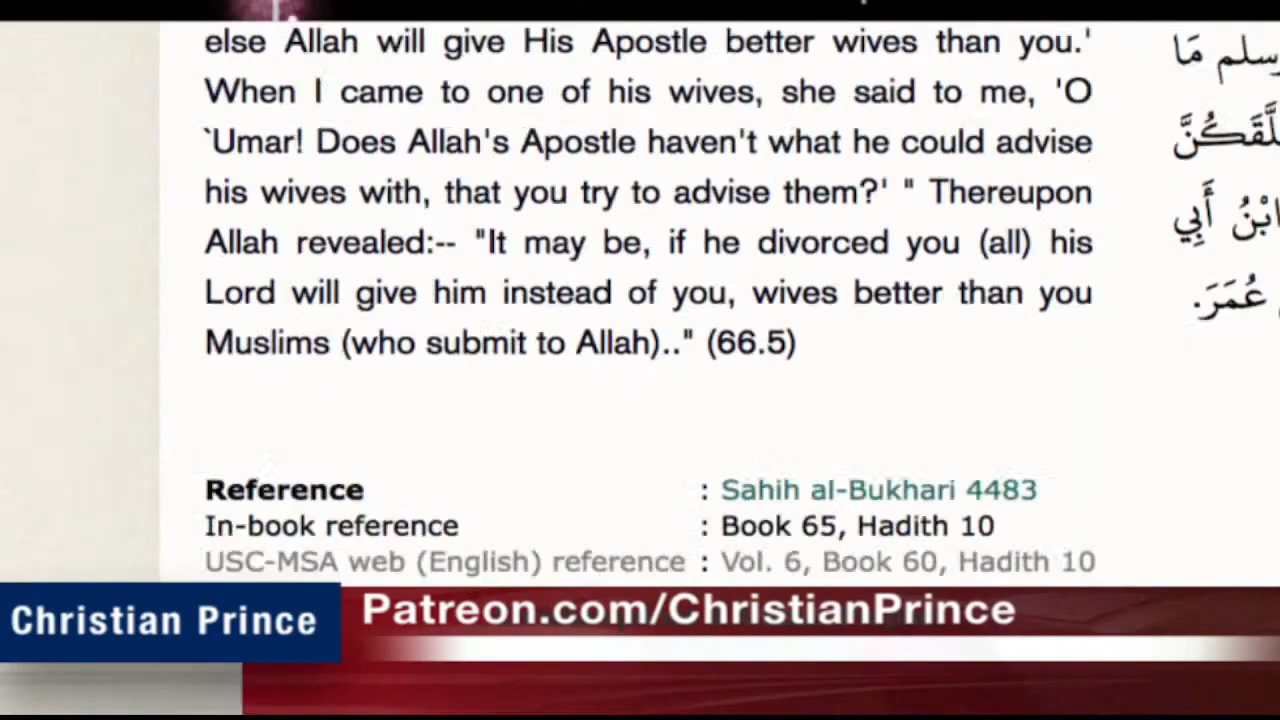 else Allah will give His Apostle better wives than you.'
When I came to one of his wives, she said to me, 'O
`Umar! Does Allah's Apostle haven't what he could advise
his wives with, that you try to advise them?' " Thereupon
Allah revealed:-- "It may be, if he divorced you (all) his
Lord will give him instead of you, wives better than you
Muslims (who submit to Allah).." (66.5)
وسلم مَا
ابْنُ أَبِي
عُمَرَ.
Reference : Sahih al-Bukhari 4483
In-book reference : Book 65, Hadith 10
USC-MSA web (English) reference : Vol. 6, Book 60, Hadith 10
Christian Prince
Patreon.com/ChristianPrince